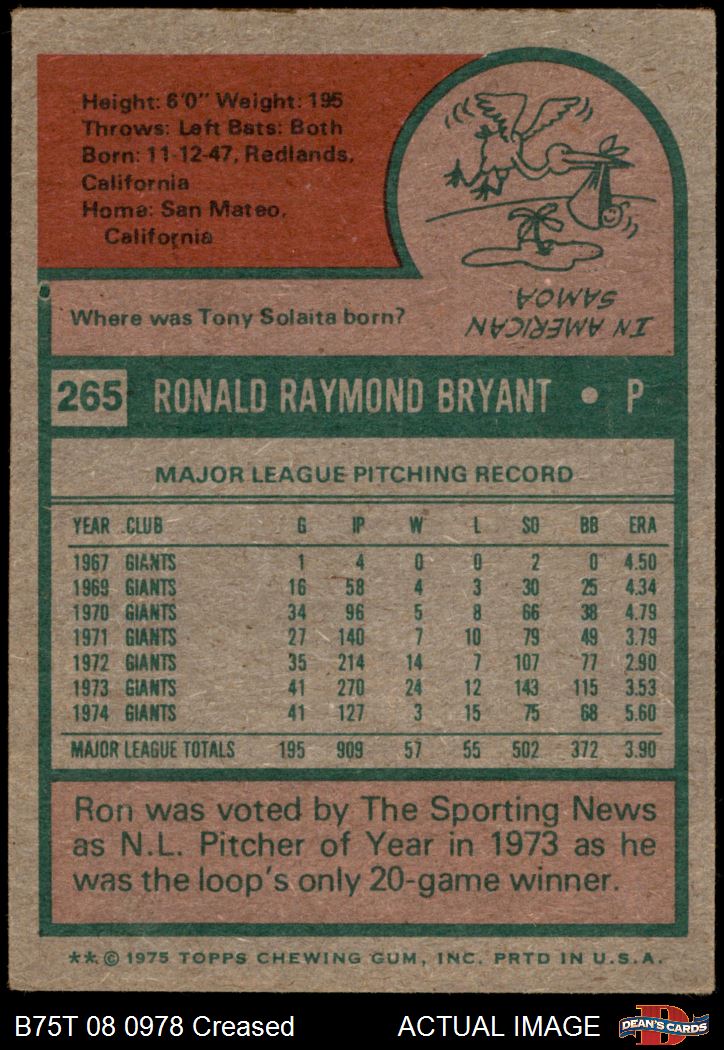 Height: 6'0" Weight: 195
Throws: Left Bats: Both
Born: 11-12-47, Redlands,
California
Home: San Mateo,
California
Where was Tony Solaita born?
IN AMERICAN
SAMOA.
265 RONALD RAYMOND BRYANT • P
MAJOR LEAGUE PITCHING RECORD
YEAR CLUB G IP W L SO BB ERA
1967 GIANTS 1 4 0 0 2 0 4.50
1969 GIANTS 16 58 4 3 30 25 4.34
1970 GIANTS 34 96 5 8 66 38 4.79
1971 GIANTS 27 140 7 10 79 49 3.79
1972 GIANTS 35 214 14 7 107 77 2.90
1973 GIANTS 41 270 24 12 143 115 3.53
1974 GIANTS 41 127 3 15 75 68 5.60
MAJOR LEAGUE TOTALS 195 909 57 55 502 372 3.90
Ron was voted by The Sporting News
as N.L. Pitcher of Year in 1973 as he
was the loop's only 20-game winner.
** © 1975 TOPPS CHEWING GUM, INC. PRTD IN U.S.A.
B75T 08 0978 Creased ACTUAL IMAGE D DEAN'S CARDS